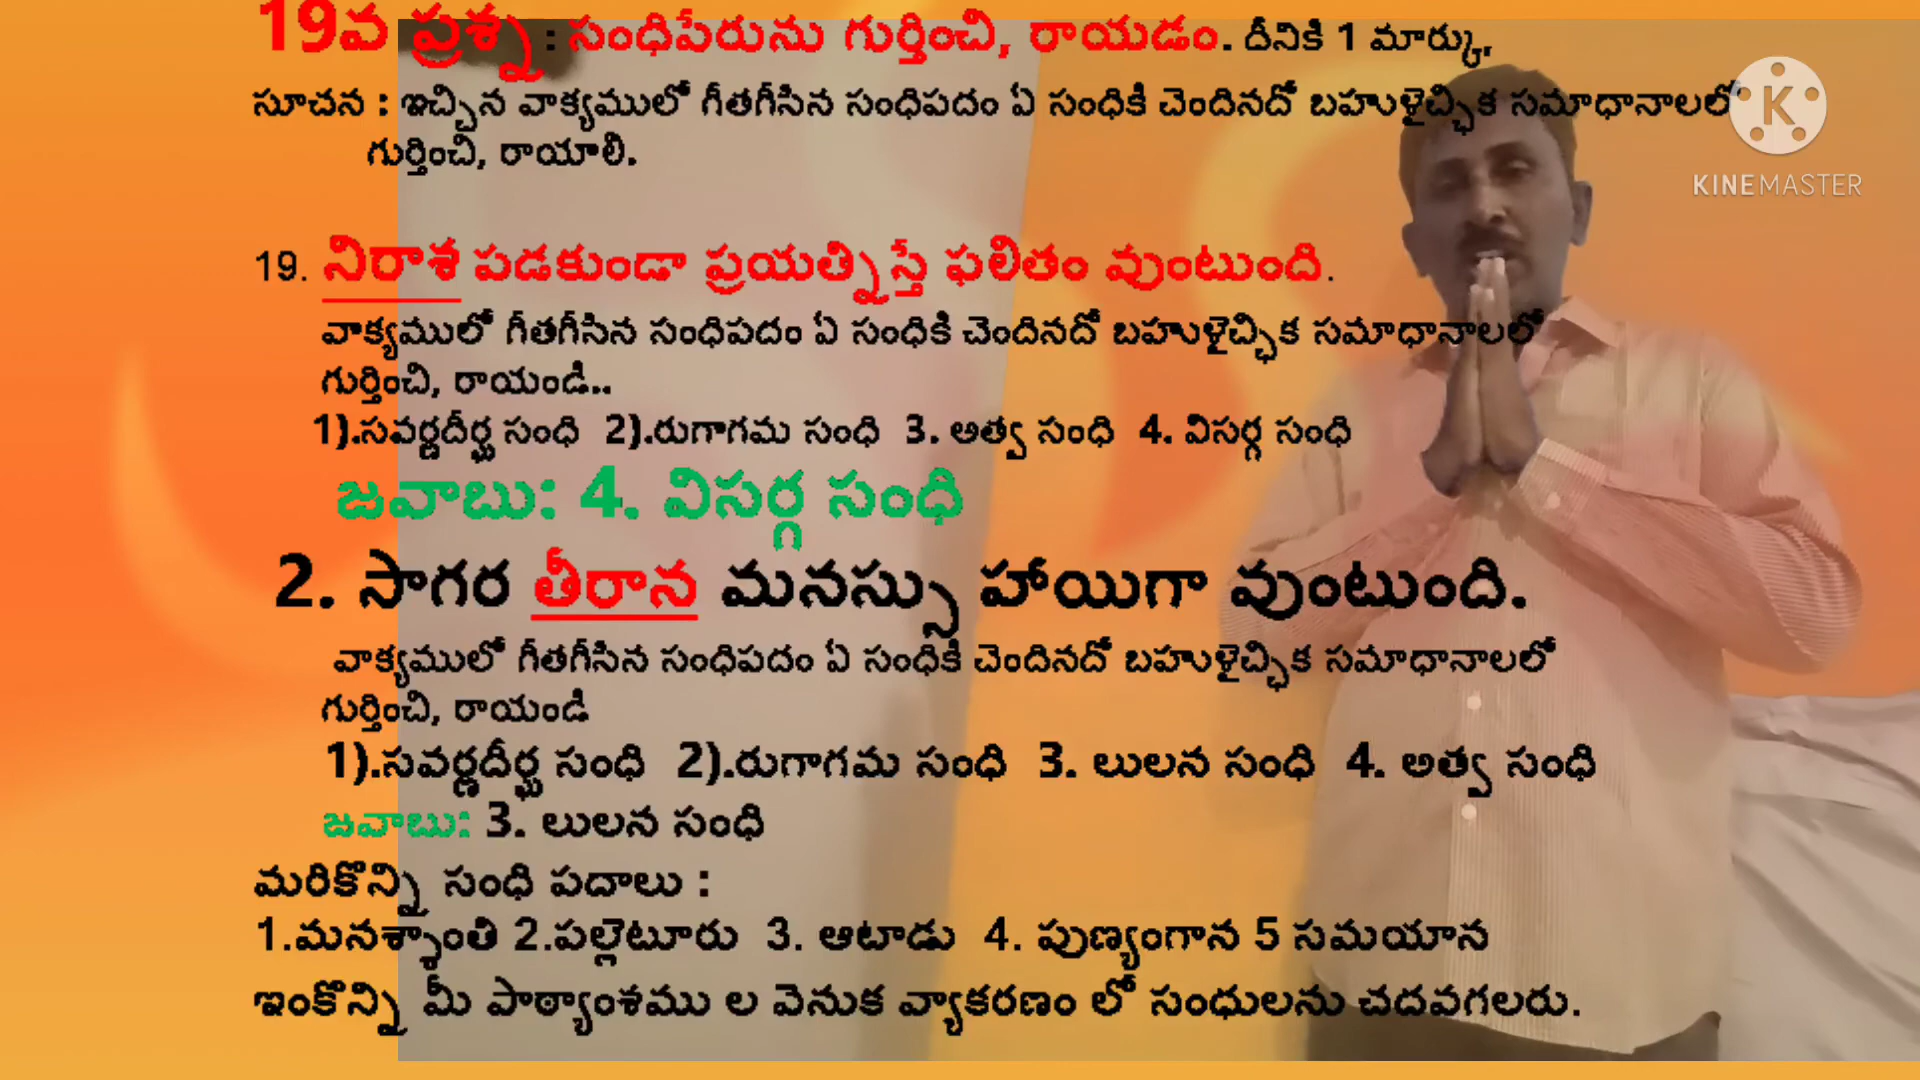 19వ ప్రశ్న : సంధిపేరును గుర్తించి, రాయడం. దీనికి 1 మార్కు,
సూచన : ఇచ్చిన వాక్యములో గీతగీసిన సంధిపదం ఏ సంధికి చెందినదో బహుళైచ్ఛిక సమాధానాలలో
గుర్తించి, రాయాలి.
KINEMASTER
19. నిరాశ పడకుండా ప్రయత్నిస్తే ఫలితం వుంటుంది.
వాక్యములో గీతగీసిన సంధిపదం ఏ సంధికి చెందినదో బహుళైచ్ఛిక సమాధానాలలో
గుర్తించి, రాయండి..
1).సవర్ణదీర్ఘ సంధి 2).రుగాగమ సంధి 3. అత్వ సంధి 4. విసర్గ సంధి
జవాబు: 4. విసర్గ సంధి
2. సాగర తీరాన మనస్సు హాయిగా వుంటుంది.
వాక్యములో గీతగీసిన సంధిపదం ఏ సంధికి చెందినదో బహుళైచ్ఛిక సమాధానాలలో
గుర్తించి, రాయండి
1).సవర్ణదీర్ఘ సంధి 2).రుగాగమ సంధి 3. లులన సంధి 4. అత్వ సంధి
జవాబు: 3. లులన సంధి
మరికొన్ని సంధి పదాలు :
1.మనశ్శాంతి 2.పల్లెటూరు 3. ఆటాడు 4. పుణ్యంగాన 5 సమయాన
ఇంకొన్ని మీ పాఠ్యాంశము ల వెనుక వ్యాకరణం లో సంధులను చదవగలరు.